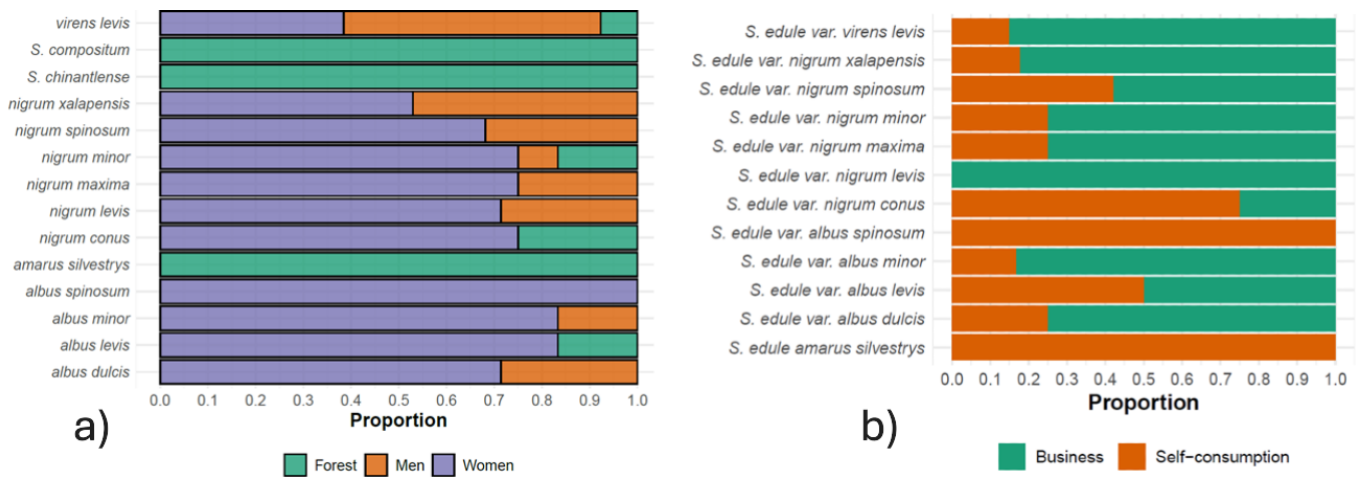 virens levis
S. compositum
S. chinantlense
nigrum xalapensis
nigrum spinosum
nigrum minor
nigrum maxima
nigrum levis
nigrum conus
amarus silvestrys
albus spinosum
albus minor
albus levis
albus dulcis
0.0 0.1 0.2 0.3 0.4 0.5 0.6 0.7 0.8 0.9 1.0
Proportion
a)
Forest Men Women
S. edule var. virens levis
S. edule var. nigrum xalapensis
S. edule var. nigrum spinosum
S. edule var. nigrum minor
S. edule var. nigrum maxima
S. edule var. nigrum levis
S. edule var. nigrum conus
S. edule var. albus spinosum
S. edule var. albus minor
S. edule var. albus levis
S. edule var. albus dulcis
S. edule amarus silvestrys
0.0 0.1 0.2 0.3 0.4 0.5 0.6 0.7 0.8 0.9 1.0
Proportion
b)
Business Self-consumption